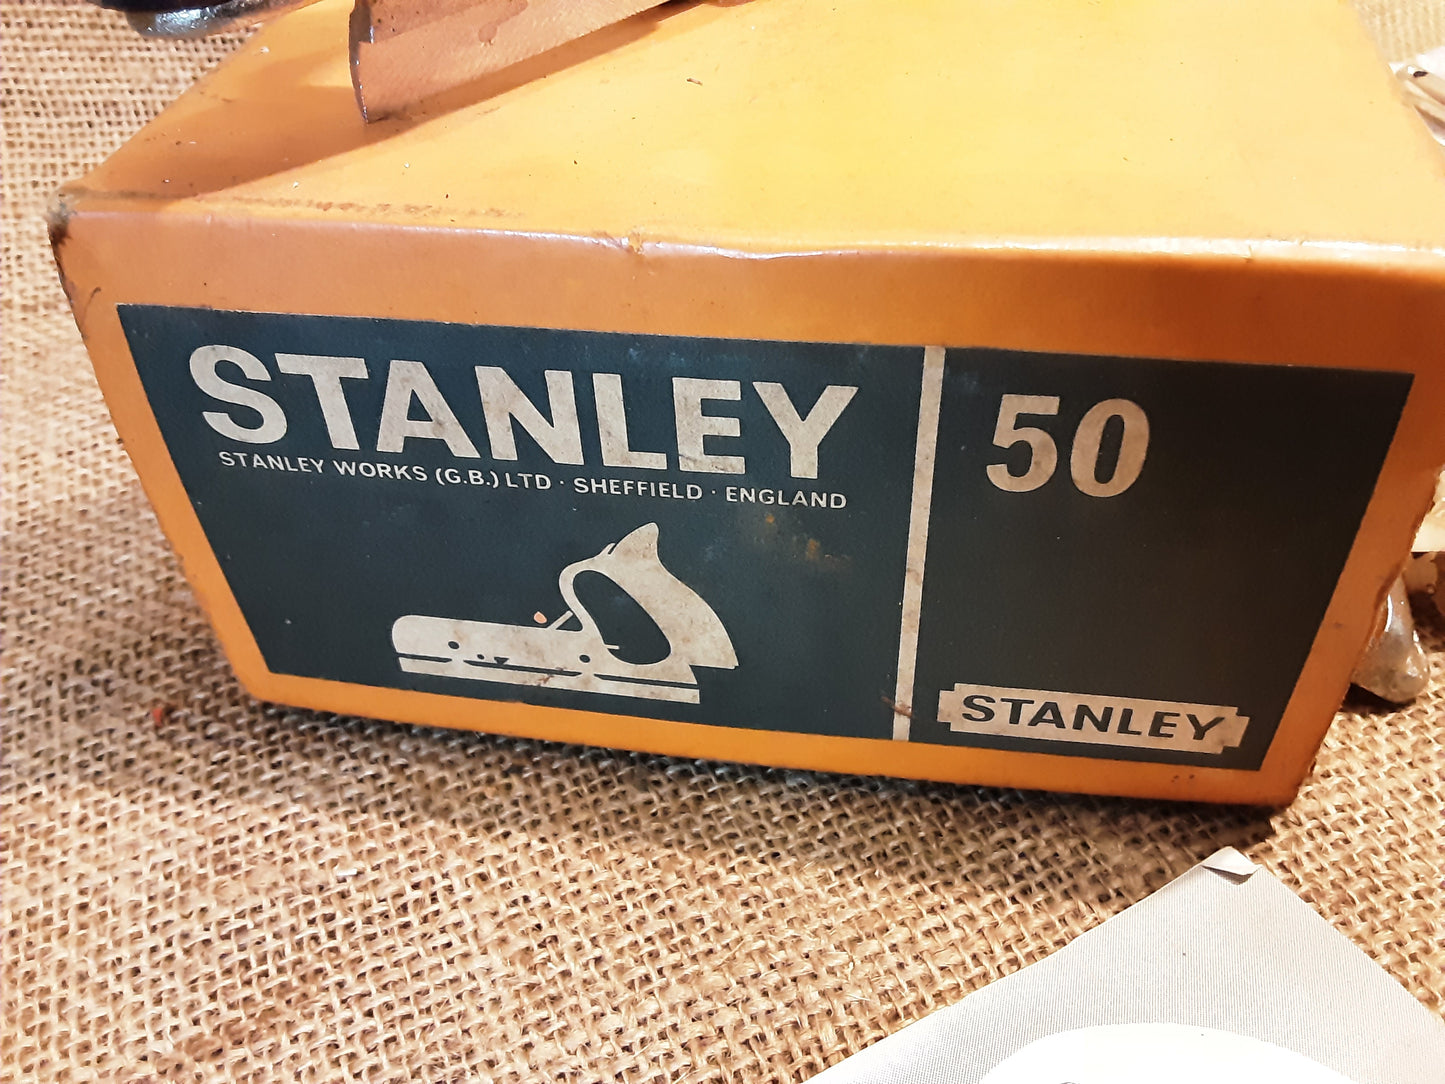 STANLEY
STANLEY WORKS (G.B.) LTD · SHEFFIELD · ENGLAND
50
STANLEY